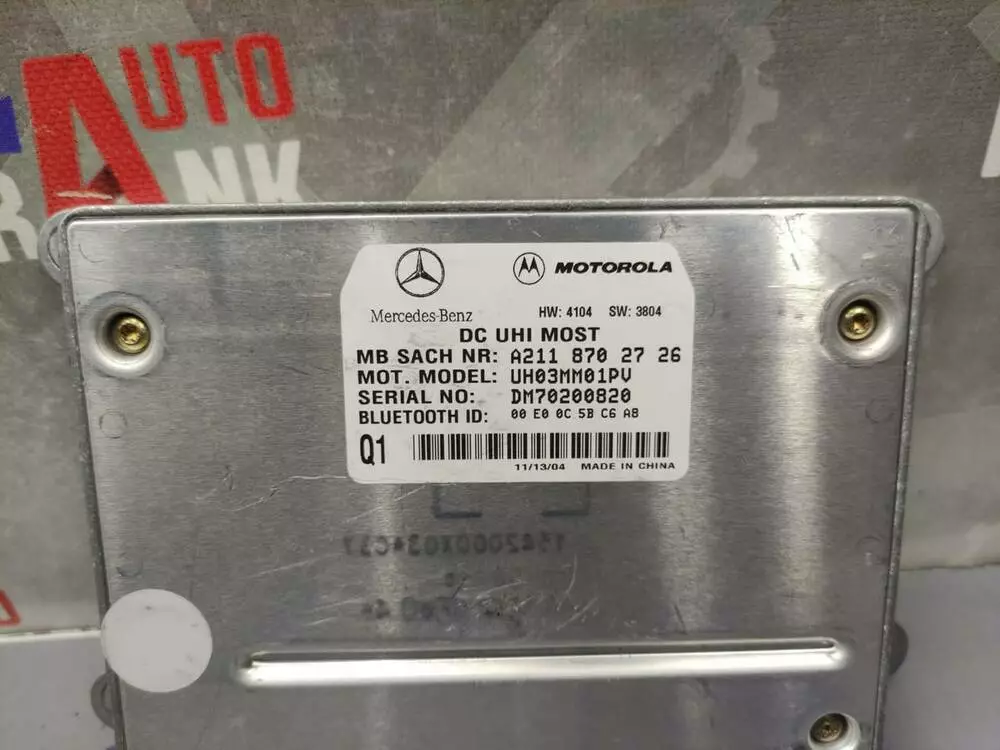 AUTO
Mercedes-Benz
MOTOROLA
HW: 4104 SW: 3804
DC UHI MOST
MB SACH NR: A211 870 27 26
MOT. MODEL: UH03MM01PV
SERIAL NO: DM70200820
BLUETOOTH ID: 00 E0 0C 5B C6 A8
Q1
11/13/04 MADE IN CHINA